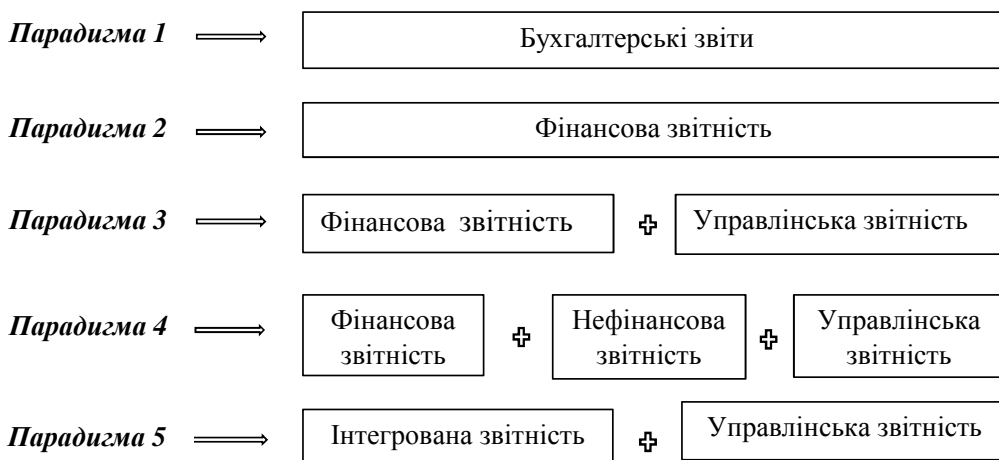 Парадигма 1 Бухгалтерські звіти
Парадигма 2 Фінансова звітність
Парадигма 3 Фінансова звітність Управлінська звітність
Парадигма 4 Фінансова Нефінансова Управлінська
звітність звітність звітність
Парадигма 5 Інтегрована звітність Управлінська звітність